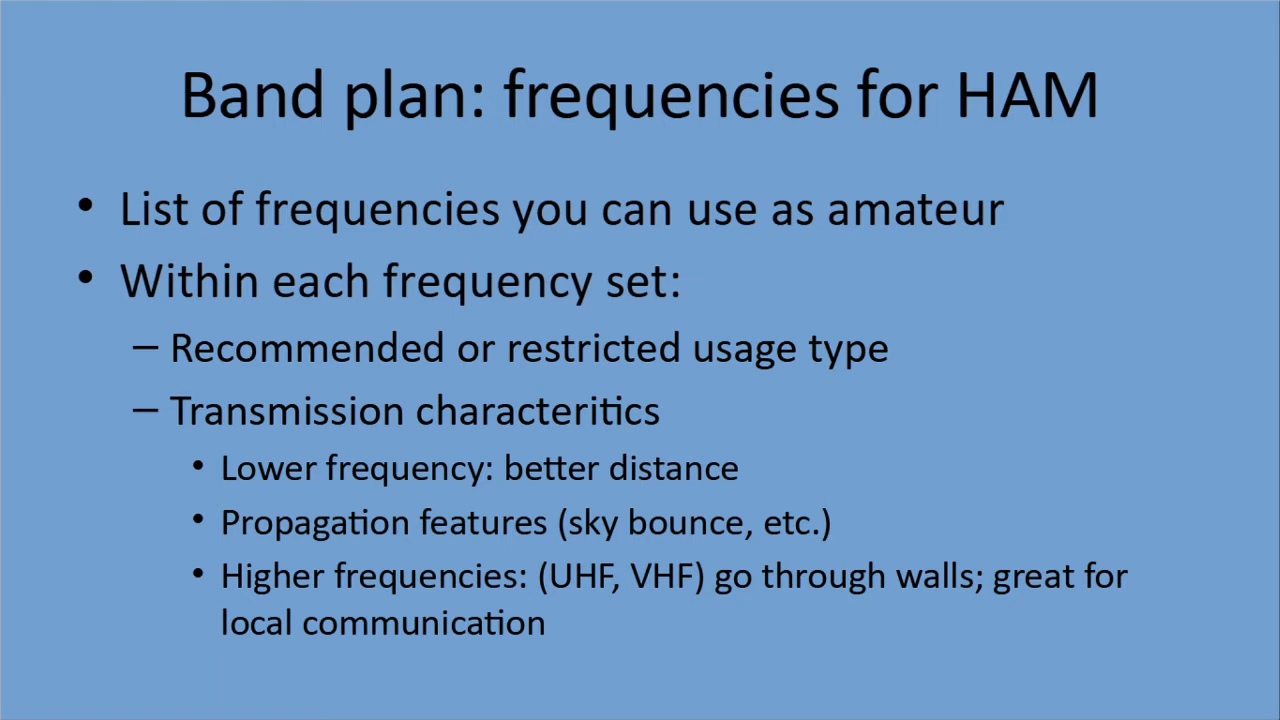 Band plan: frequencies for HAM
• List of frequencies you can use as amateur
• Within each frequency set:
– Recommended or restricted usage type
– Transmission characteritics
• Lower frequency: better distance
• Propagation features (sky bounce, etc.)
• Higher frequencies: (UHF, VHF) go through walls; great for
local communication